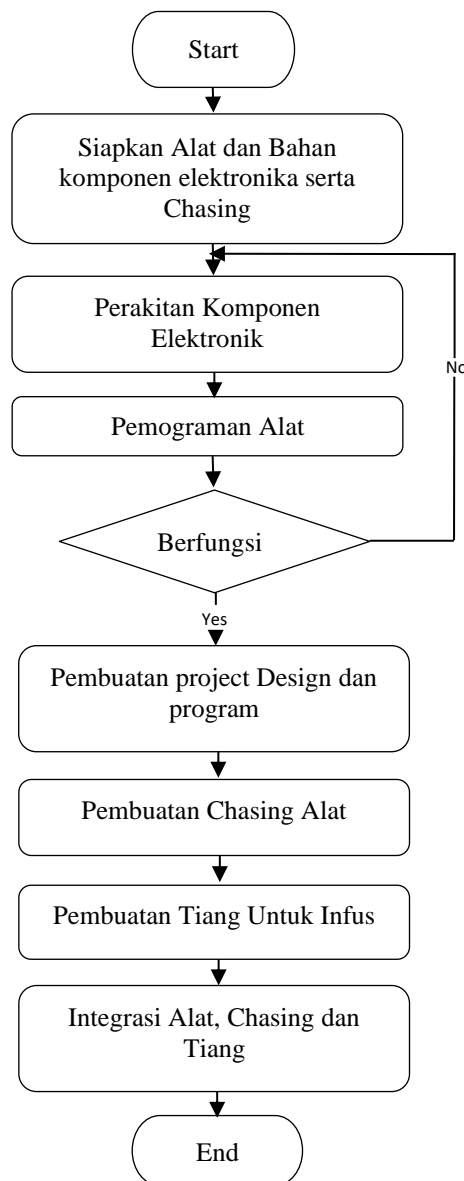 Start
Siapkan Alat dan Bahan
komponen elektronika serta
Chasing
Perakitan Komponen
Elektronik
No
Pemograman Alat
Berfungsi
Yes
Pembuatan project Design dan
program
Pembuatan Chasing Alat
Pembuatan Tiang Untuk Infus
Integrasi Alat, Chasing dan
Tiang
End